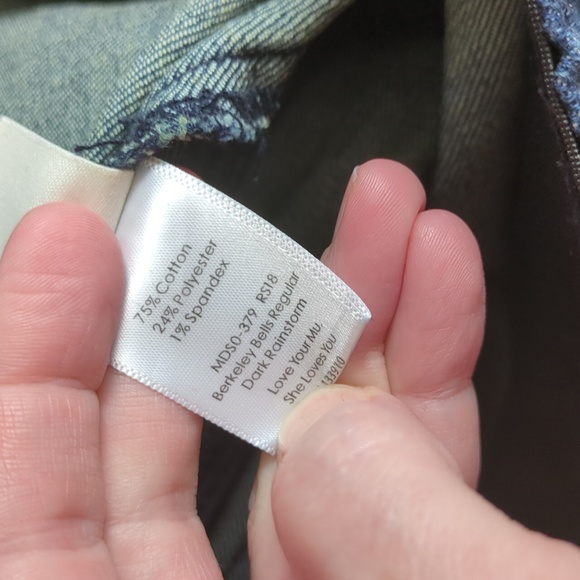 75% Cotton
24% Polyester
1% Spandex
MDS0-379 RS18
Berkeley Bells Regular
Dark Rainstorm
Love Your Mu.
She Loves You
133910